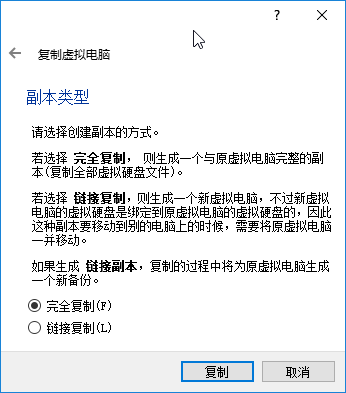 ?
复制虚拟电脑
副本类型
请选择创建副本的方式。
若选择 完全复制， 则生成一个与原虚拟电脑完整的副
本(复制全部虚拟硬盘文件)。
若选择 链接复制，则生成一个新虚拟电脑，不过新虚拟
电脑的虚拟硬盘是绑定到原虚拟电脑的虚拟硬盘的，因此
这种副本要移动到别的电脑上的时候，需要将原虚拟电脑
一并移动。
如果生成 链接副本，复制的过程中将为原虚拟电脑生成
一个新备份。
完全复制(F)
链接复制(L)
复制 取消